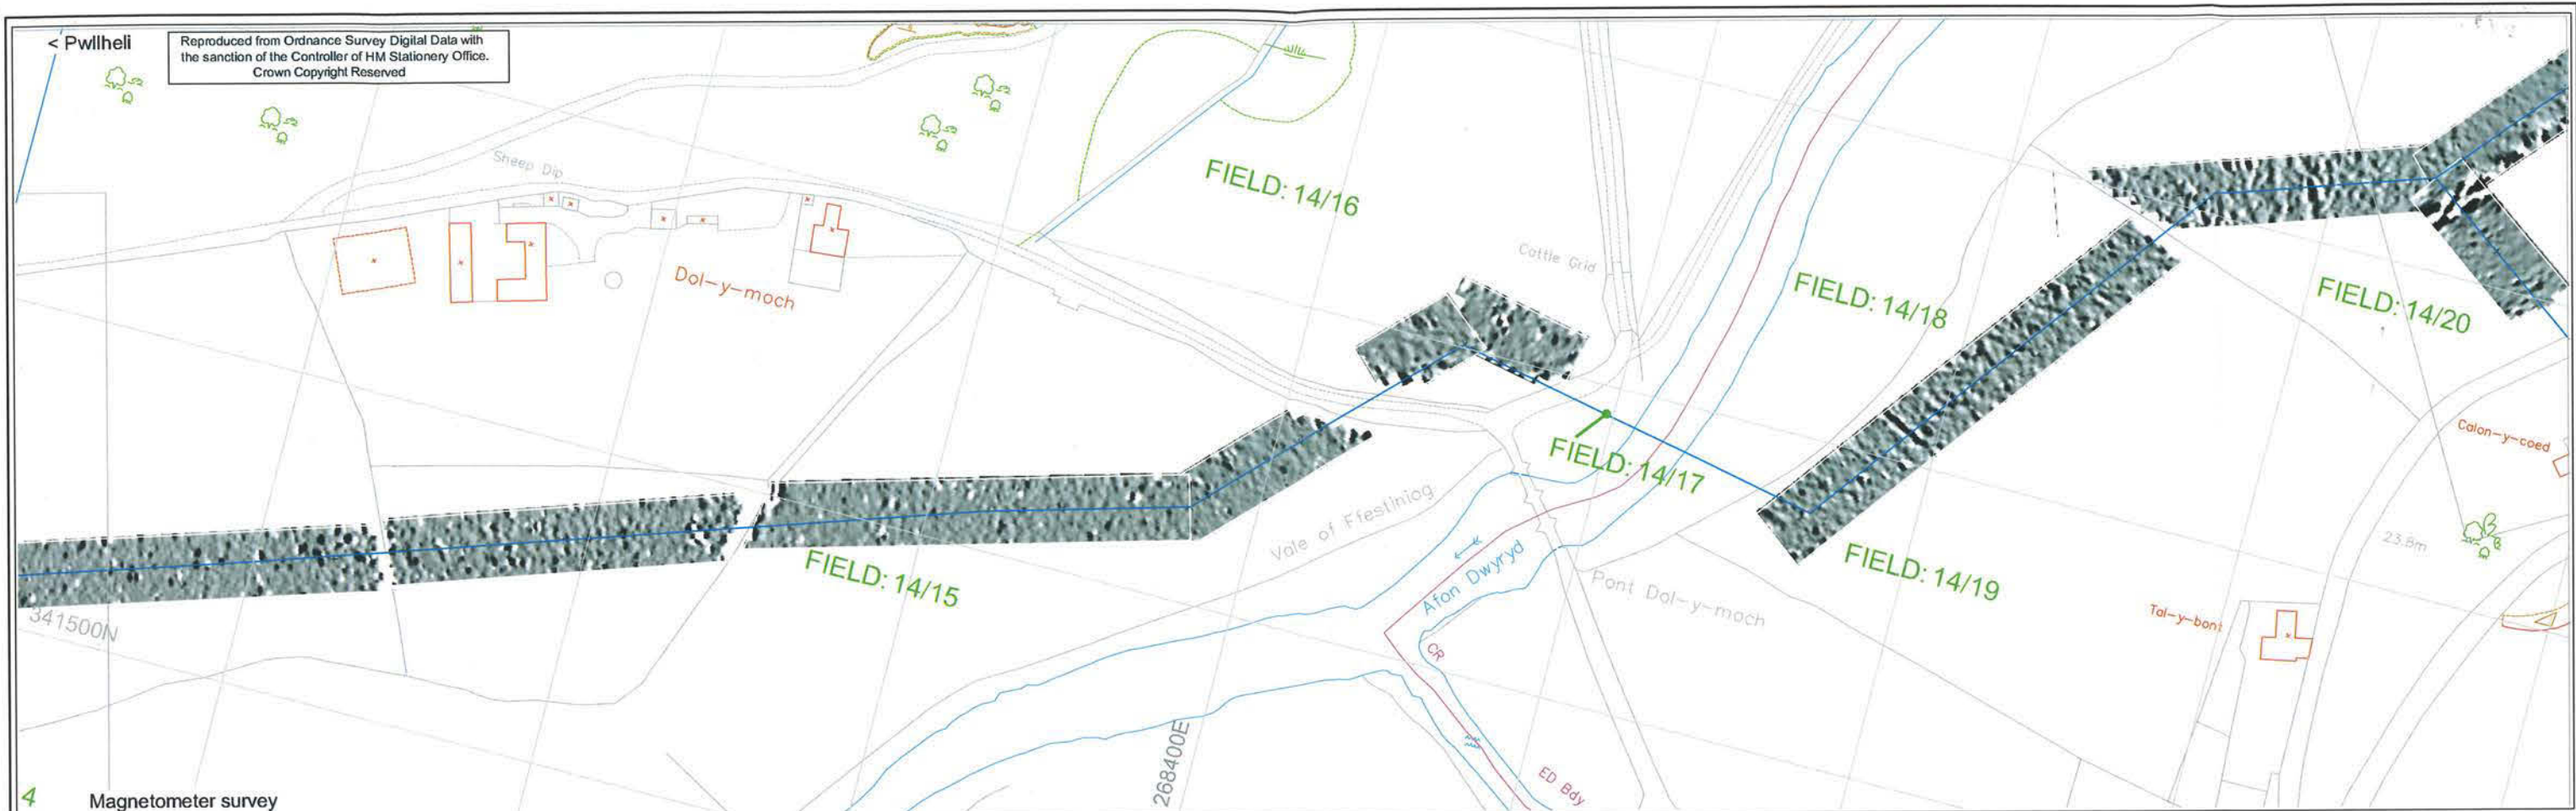 < Pwllheli
Reproduced from Ordnance Survey Digital Data with
the sanction of the Controller of HM Stationery Office.
Crown Copyright Reserved
Sheep Dip
FIELD: 14/16
Cattle Grid
Dol-y-moch
FIELD: 14/18
FIELD: 14/20
Calon-y-coed
FIELD: 14/17
Vale of Ffestiniog
23.8m
FIELD: 14/15
Afon Dwyryd
FIELD: 14/19
Pont Dol-y-moch
Tal-y-bont
341500N
CR
268400E
ED Bdy
4
Magnetometer survey